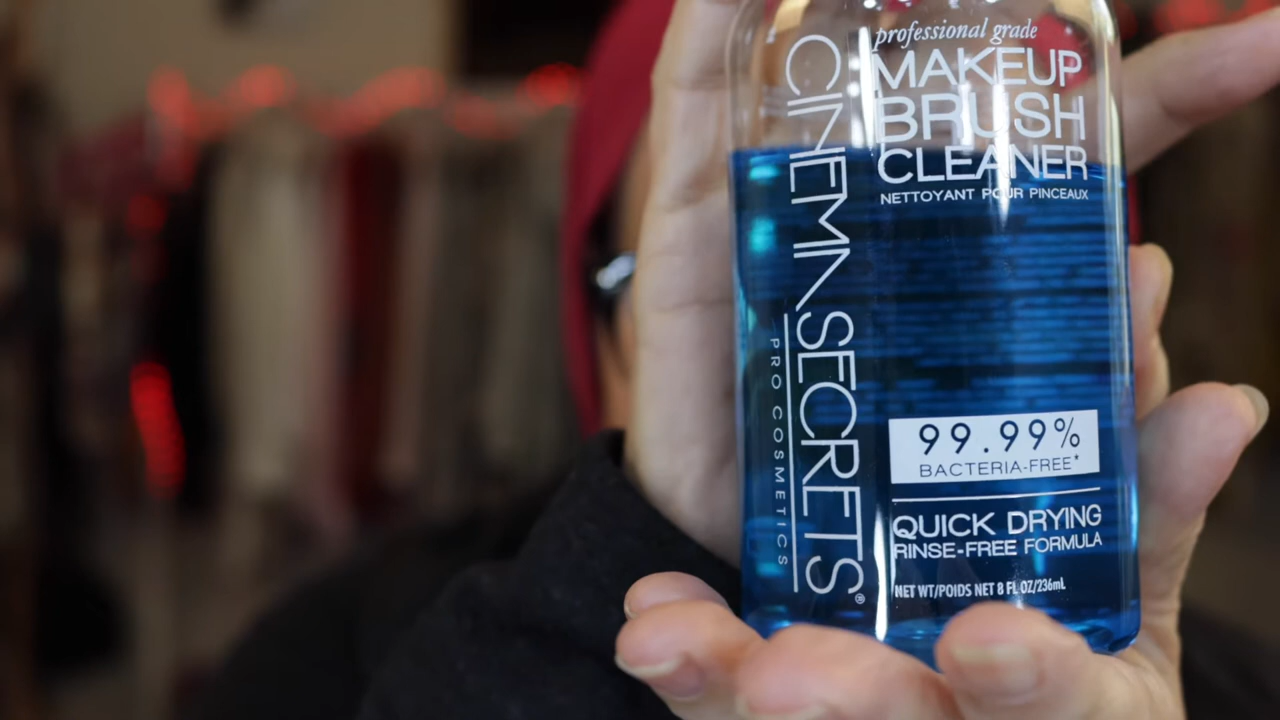 professional grade
MAKEUP
BRUSH
CLEANER
NETTOYANT POUR PINCEAUX
CINEMA SECRETS®
PRO COSMETICS
99.99%
BACTERIA-FREE*
QUICK DRYING
RINSE-FREE FORMULA
NET WT/POIDS NET 8 FL OZ/236mL